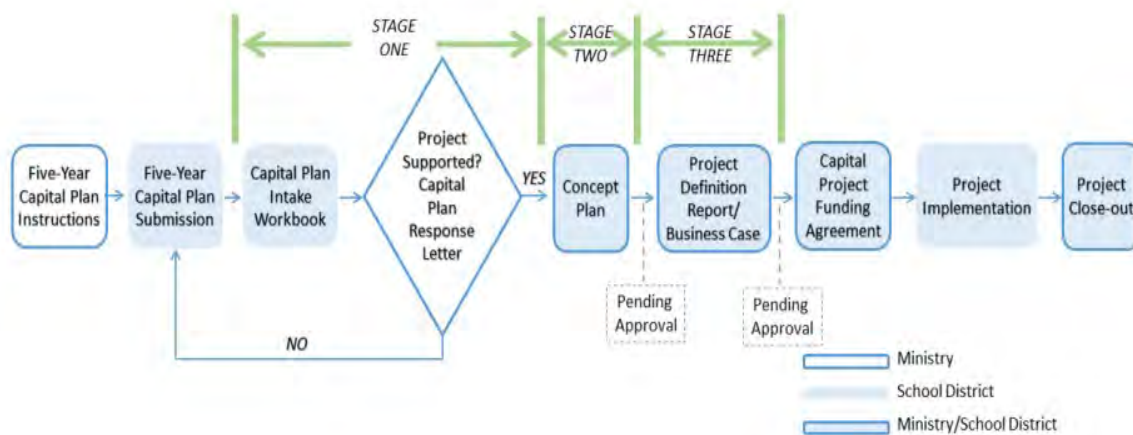 STAGE
ONE
STAGE
TWO
STAGE
THREE
Five-Year
Capital Plan
Instructions
Five-Year
Capital Plan
Submission
Capital Plan
Intake
Workbook
Project
Supported?
Capital
Plan
Response
Letter
YES
Concept
Plan
Project
Definition
Report/
Business Case
Capital
Project
Funding
Agreement
Project
Implementation
Project
Close-out
Pending
Approval
Pending
Approval
NO
Ministry
School District
Ministry/School District